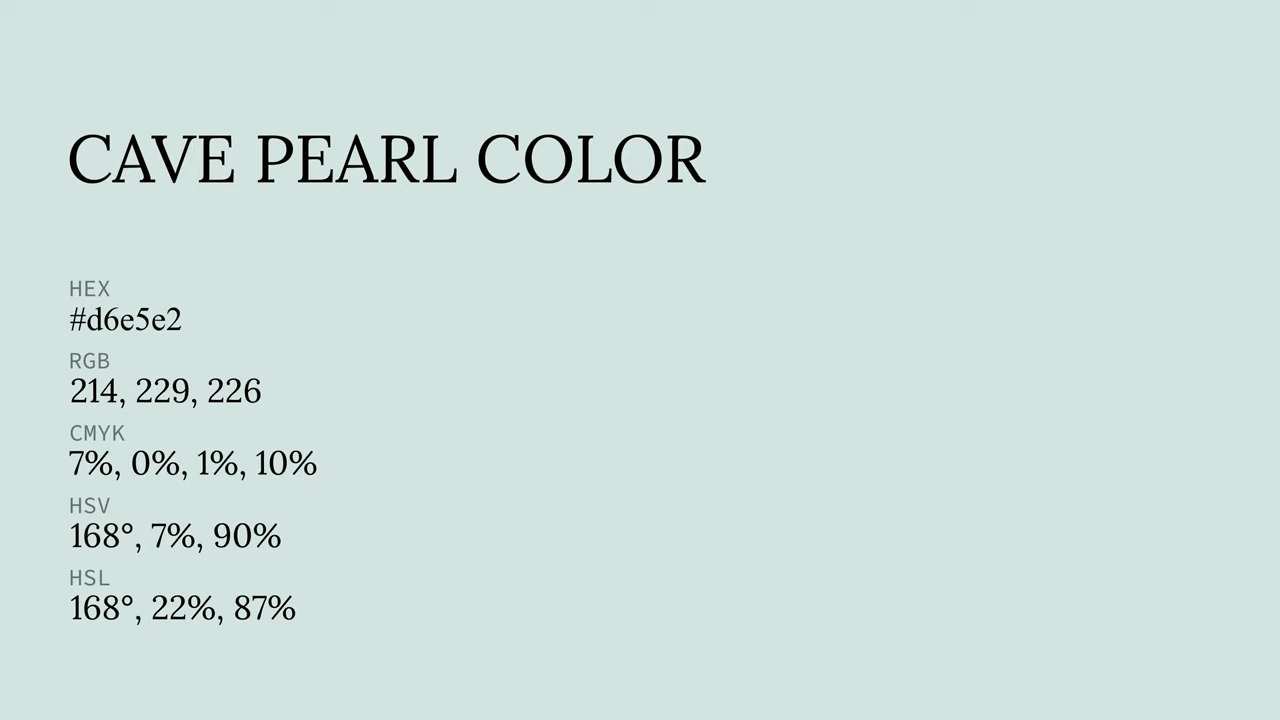 CAVE PEARL COLOR
HEX
#d6e5e2
RGB
214, 229, 226
CMYK
7%, 0%, 1%, 10%
HSV
168°, 7%, 90%
HSL
168°, 22%, 87%